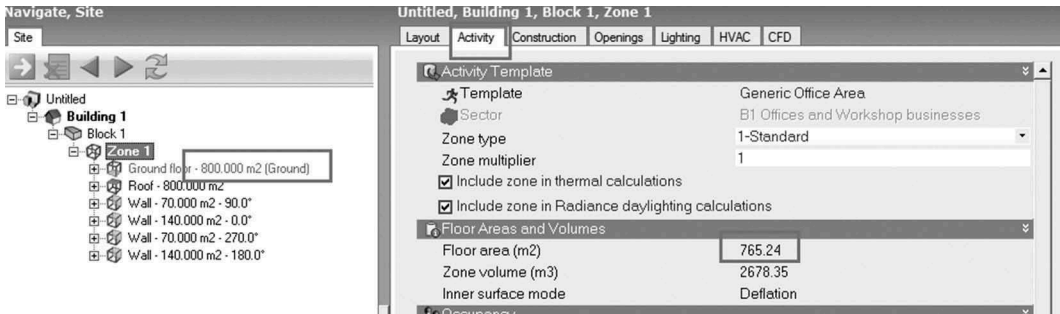 Navigate, Site
Site
Untitled
Building 1
Block 1
Zone 1
Ground floor - 800.000 m2 (Ground)
Roof - 800.000 m2
Wall - 70.000 m2 - 90.0°
Wall - 140.000 m2 - 0.0°
Wall - 70.000 m2 - 270.0°
Wall - 140.000 m2 - 180.0°
Untitled, Building 1, Block 1, Zone 1
Layout Activity Construction Openings Lighting HVAC CFD
Activity Template
Template Generic Office Area
Sector B1 Offices and Workshop businesses
Zone type 1-Standard
Zone multiplier 1
Include zone in thermal calculations
Include zone in Radiance daylighting calculations
Floor Areas and Volumes
Floor area (m2) 765.24
Zone volume (m3) 2678.35
Inner surface mode Deflation
Occupancy